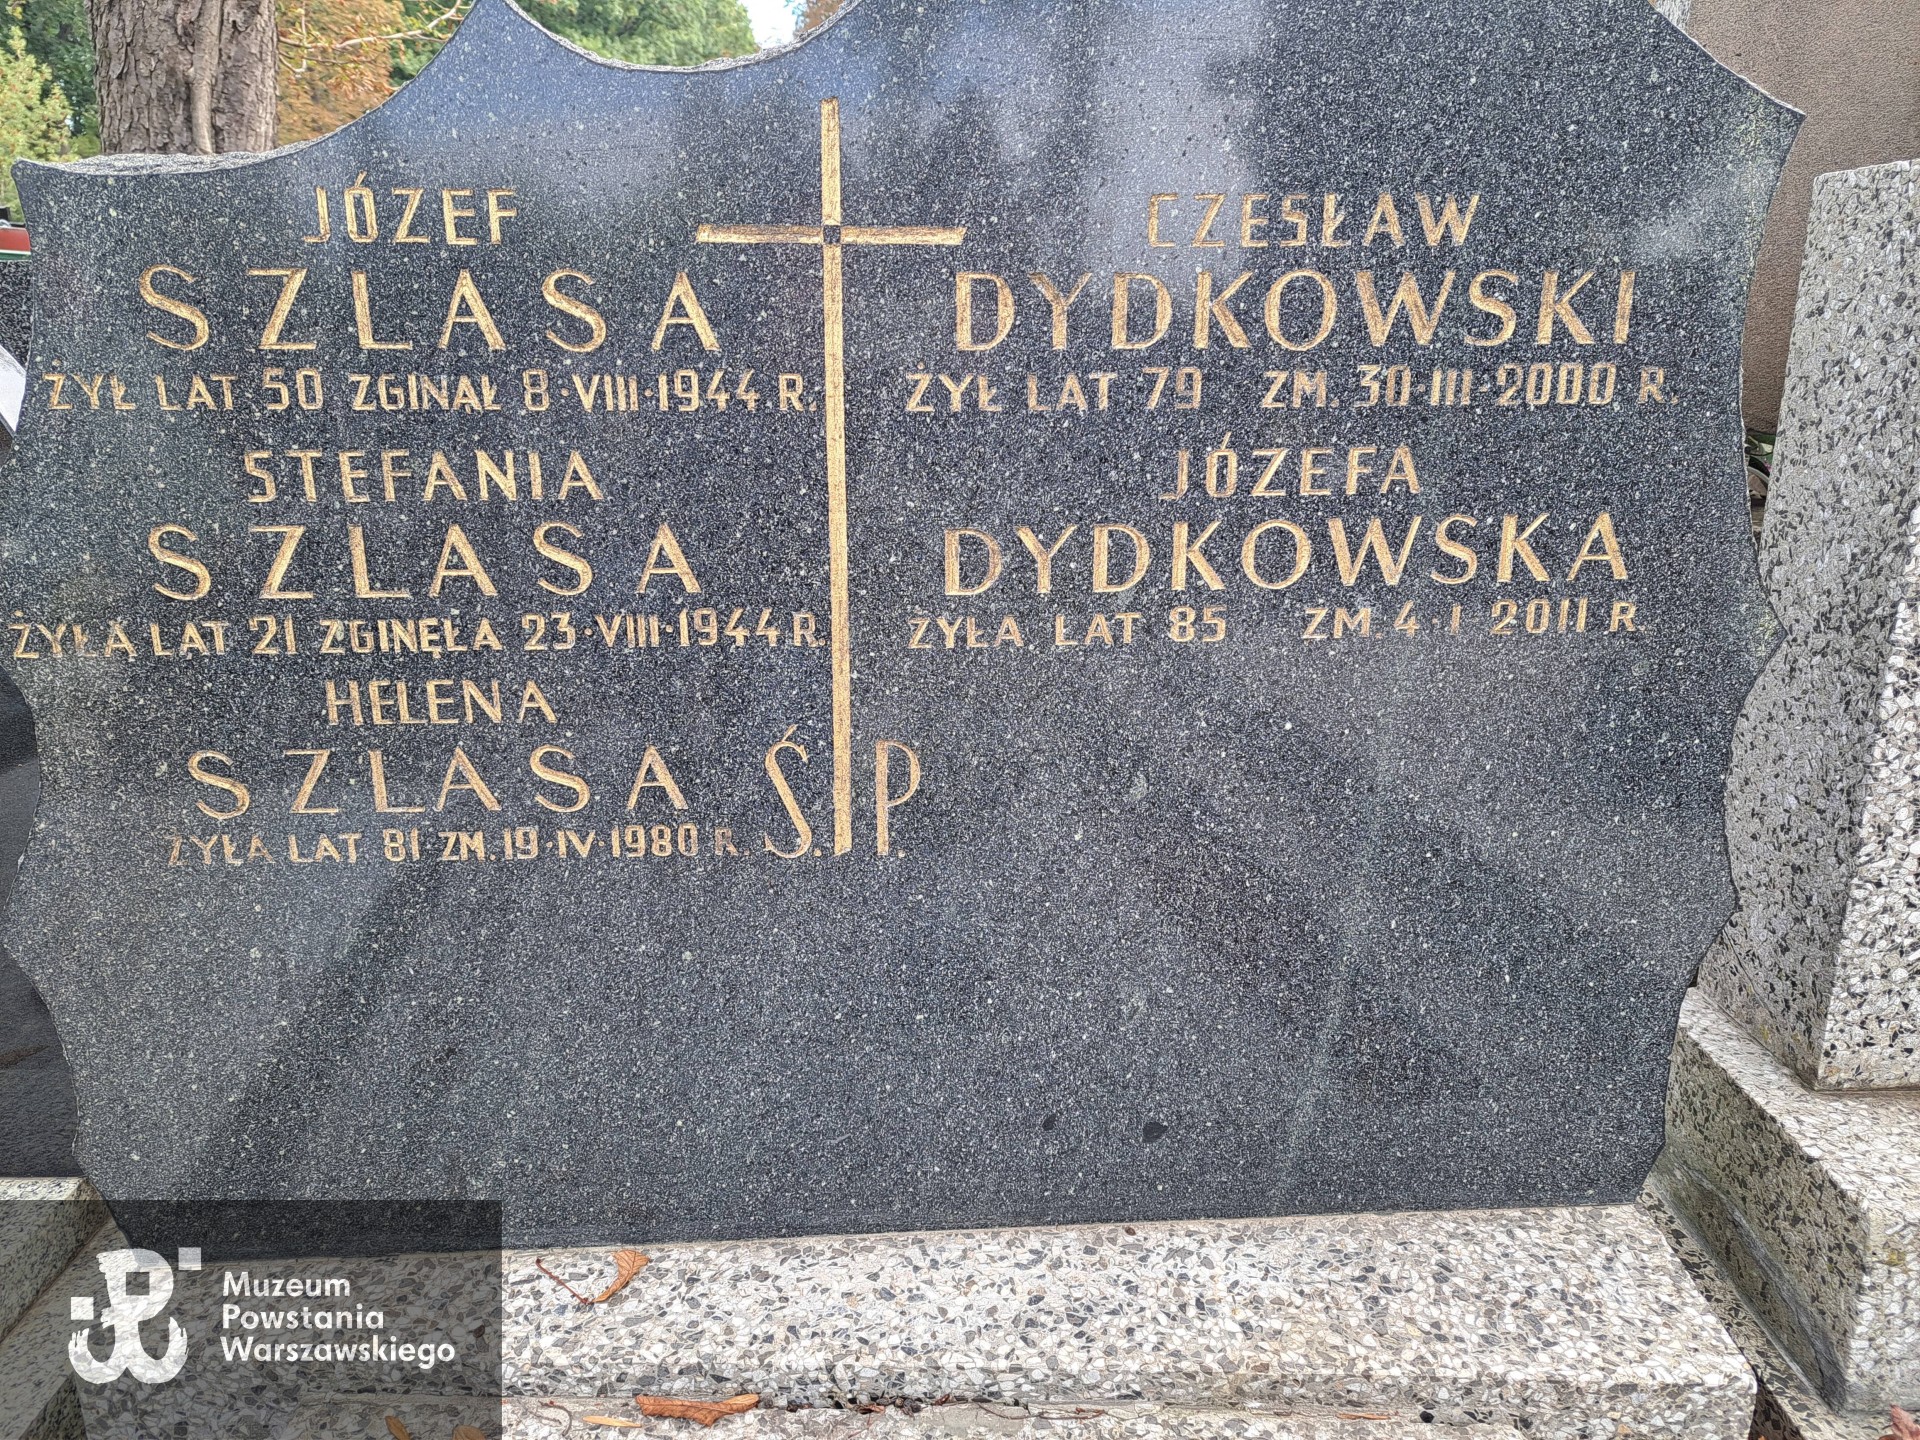 JÓZEF
SZLASA
ŻYŁ LAT 50 ZGINĄŁ 8·VIII·1944 R.
STEFANIA
SZLASA
ŻYŁA LAT 21 ZGINĘŁA 23·VIII·1944 R.
HELENA
SZLASA
ŻYŁA LAT 81 ZM. 19·IV·1980 R.
Ś. P.
CZESŁAW
DYDKOWSKI
ŻYŁ LAT 79 ZM. 30·III·2000 R.
JÓZEFA
DYDKOWSKA
ŻYŁA LAT 85 ZM. 4·I·2011 R.
Muzeum
Powstania
Warszawskiego